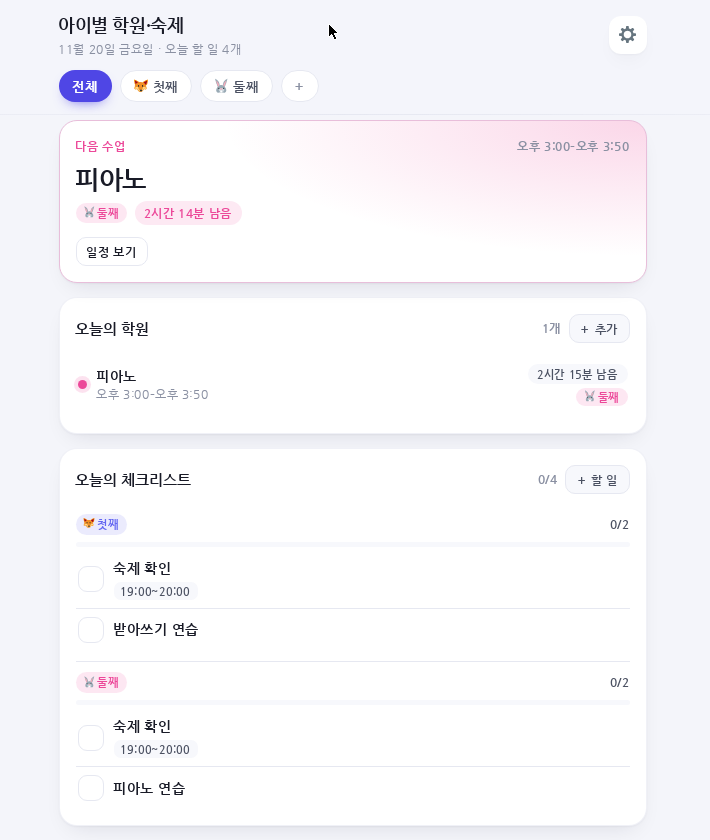 아이별 학원·숙제
11월 20일 금요일 · 오늘 할 일 4개
전체 첫째 둘째 +
다음 수업 오후 3:00-오후 3:50
피아노
둘째 2시간 14분 남음
일정 보기
오늘의 학원 1개 + 추가
피아노 2시간 15분 남음
오후 3:00-오후 3:50 둘째
오늘의 체크리스트 0/4 + 할 일
첫째 0/2
숙제 확인
19:00~20:00
받아쓰기 연습
둘째 0/2
숙제 확인
19:00~20:00
피아노 연습